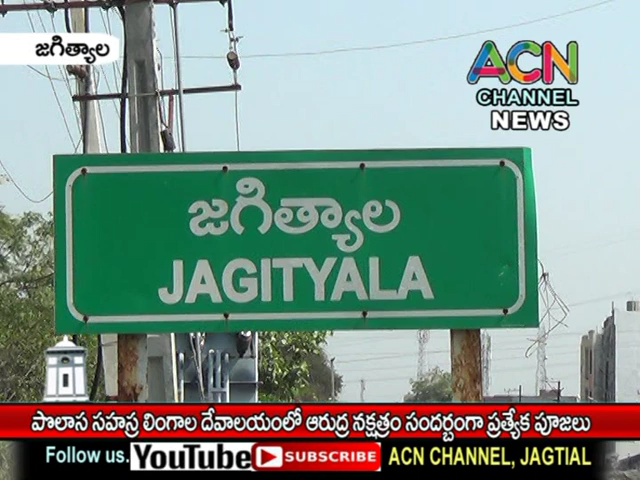 జగిత్యాల
ACN
CHANNEL
NEWS
జగిత్యాల
JAGITYALA
పొలాస సహస్ర లింగాల దేవాలయంలో ఆరుద్ర నక్షత్రం సందర్బంగా ప్రత్యేక పూజలు
Follow us. YouTube SUBSCRIBE ACN CHANNEL, JAGTIAL